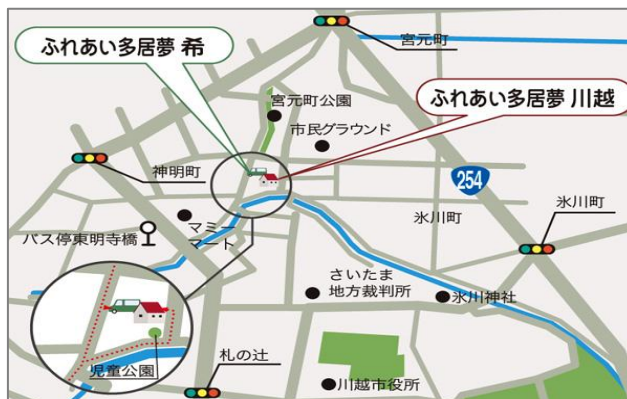 宮元町
ふれあい多居夢 希
宮元町公園
ふれあい多居夢 川越
市民グラウンド
神明町
254
氷川町
氷川町
バス停東明寺橋
マミー
マート
さいたま
地方裁判所
氷川神社
児童公園
札の辻
川越市役所